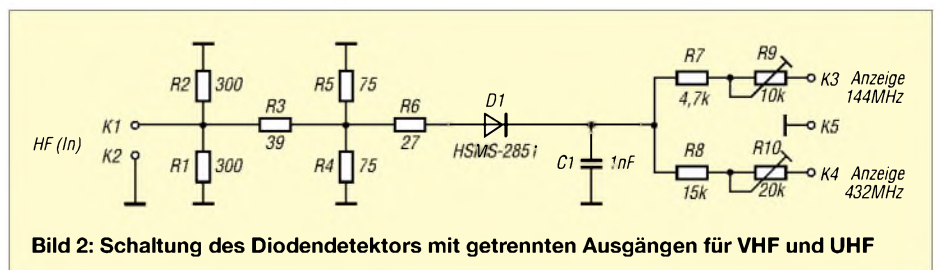 R2 300
R5 75
R3
39
R6
27
D1
HSMS-285i
R7
4,7k
R9
10k
K3 Anzeige
144MHz
K1
HF (In)
K2
R1 300
R4 75
C1 1nF
K5
R8
15k
R10
20k
K4 Anzeige
432MHz
Bild 2: Schaltung des Diodendetektors mit getrennten Ausgängen für VHF und UHF